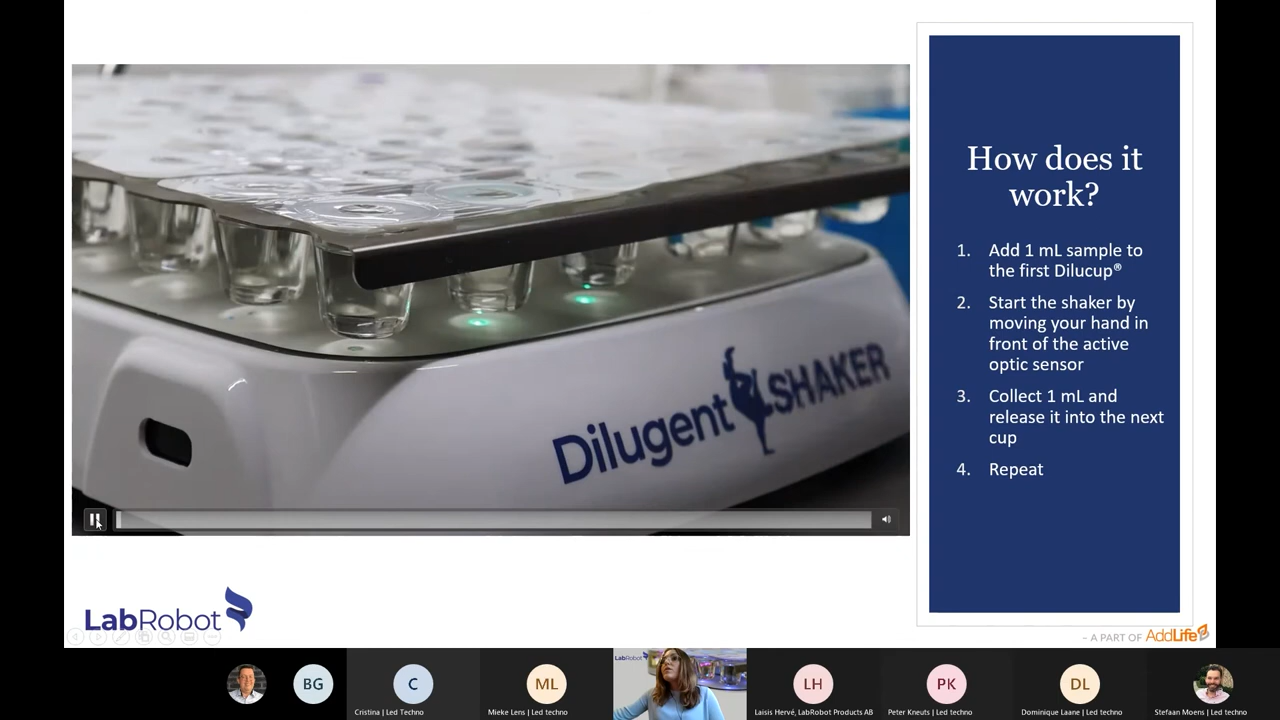 How does it
work?
1. Add 1 mL sample to
the first Dilucup®
2. Start the shaker by
moving your hand in
front of the active
optic sensor
3. Collect 1 mL and
release it into the next
cup
4. Repeat
Dilugent SHAKER
LabRobot
– A PART OF AddLife
BG
C
Cristina | Led Techno
ML
Mieke Lens | Led techno
LabRobot
LH
Laisis Hervé, LabRobot Products AB
PK
Peter Kneuts | Led techno
DL
Dominique Laane | Led techno
Stefaan Moens | Led techno